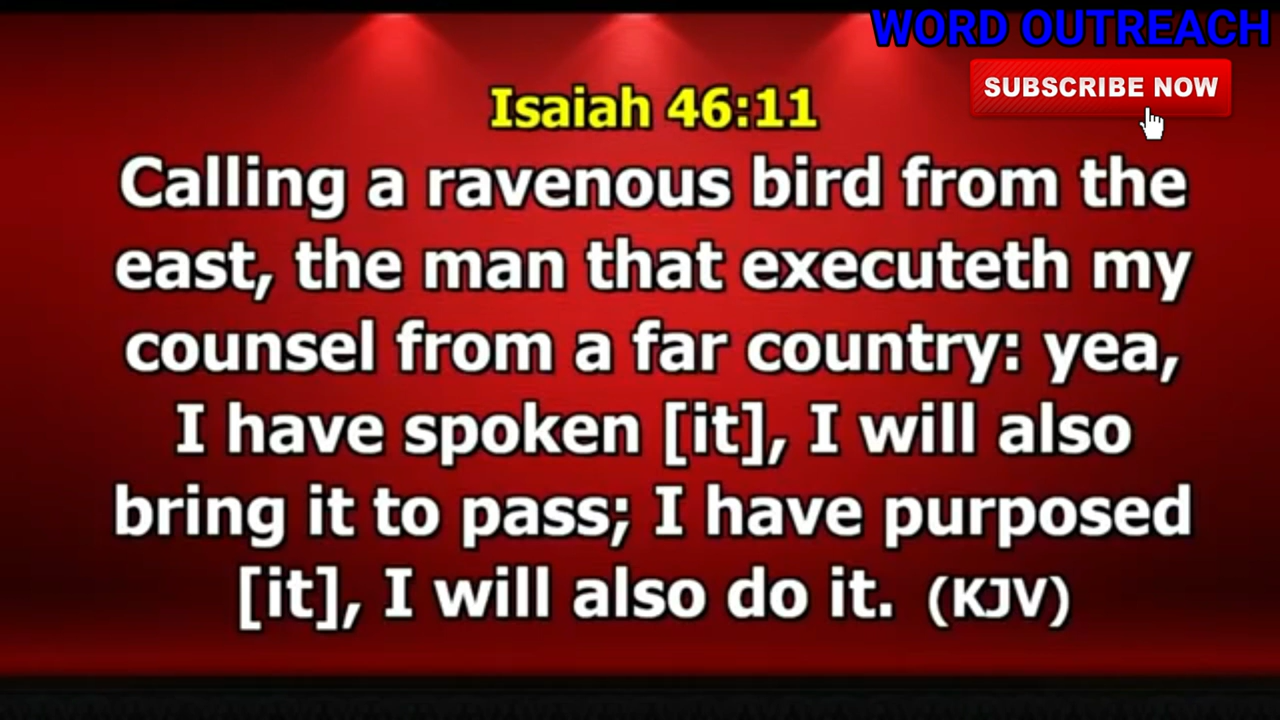 WORD OUTREACH
SUBSCRIBE NOW
Isaiah 46:11
Calling a ravenous bird from the
east, the man that executeth my
counsel from a far country: yea,
I have spoken [it], I will also
bring it to pass; I have purposed
[it], I will also do it. (KJV)